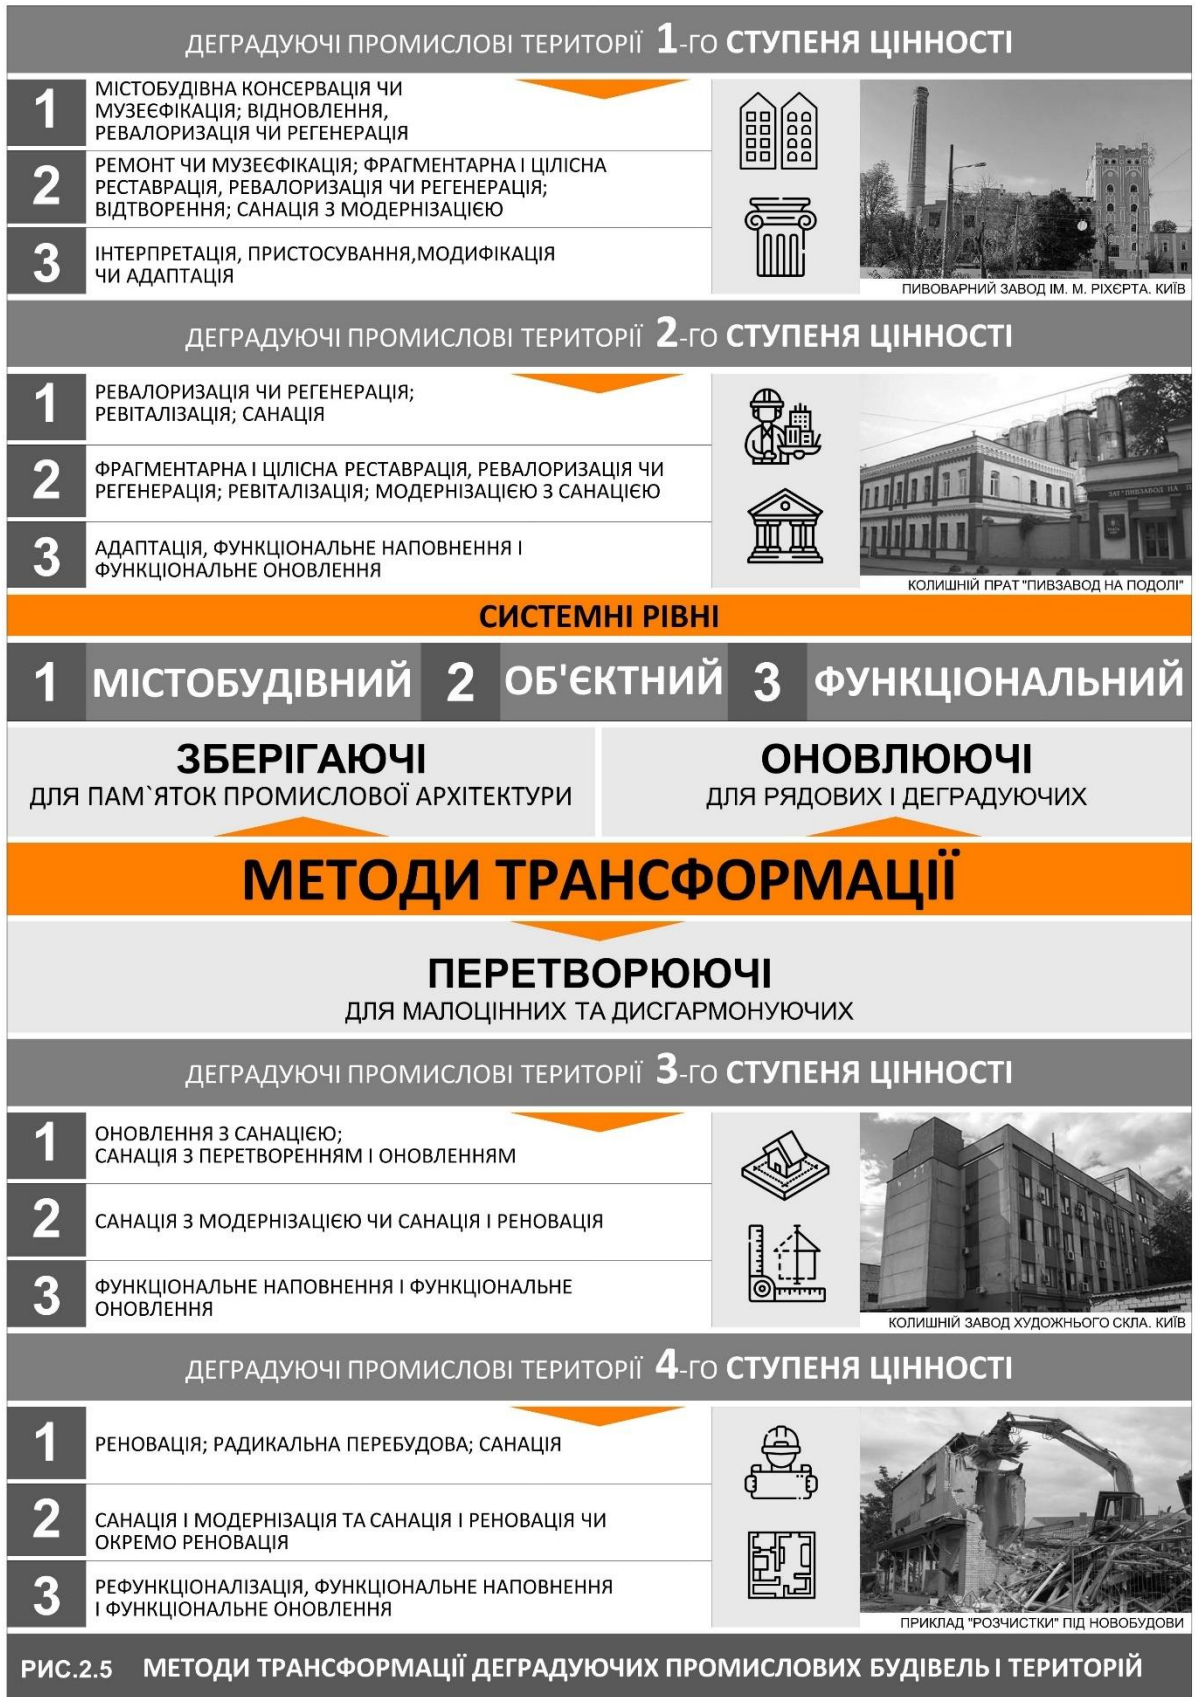 ДЕГРАДУЮЧІ ПРОМИСЛОВІ ТЕРИТОРІЇ 1-ГО СТУПЕНЯ ЦІННОСТІ
1
МІСТОБУДІВНА КОНСЕРВАЦІЯ ЧИ
МУЗЕЄФІКАЦІЯ; ВІДНОВЛЕННЯ,
РЕВАЛОРИЗАЦІЯ ЧИ РЕГЕНЕРАЦІЯ
2
РЕМОНТ ЧИ МУЗЕЄФІКАЦІЯ; ФРАГМЕНТАРНА І ЦІЛІСНА
РЕСТАВРАЦІЯ, РЕВАЛОРИЗАЦІЯ ЧИ РЕГЕНЕРАЦІЯ;
ВІДТВОРЕННЯ; САНАЦІЯ З МОДЕРНІЗАЦІЄЮ
3
ІНТЕРПРЕТАЦІЯ, ПРИСТОСУВАННЯ,МОДИФІКАЦІЯ
ЧИ АДАПТАЦІЯ
ПИВОВАРНИЙ ЗАВОД ІМ. М. РІХЄРТА. КИЇВ
ДЕГРАДУЮЧІ ПРОМИСЛОВІ ТЕРИТОРІЇ 2-ГО СТУПЕНЯ ЦІННОСТІ
1
РЕВАЛОРИЗАЦІЯ ЧИ РЕГЕНЕРАЦІЯ;
РЕВІТАЛІЗАЦІЯ; САНАЦІЯ
2
ФРАГМЕНТАРНА І ЦІЛІСНА РЕСТАВРАЦІЯ, РЕВАЛОРИЗАЦІЯ ЧИ
РЕГЕНЕРАЦІЯ; РЕВІТАЛІЗАЦІЯ; МОДЕРНІЗАЦІЄЮ З САНАЦІЄЮ
3
АДАПТАЦІЯ, ФУНКЦІОНАЛЬНЕ НАПОВНЕННЯ І
ФУНКЦІОНАЛЬНЕ ОНОВЛЕННЯ
ЗАТ "ПИВЗАВОД НА
КОЛИШНІЙ ПРАТ "ПИВЗАВОД НА ПОДОЛІ"
СИСТЕМНІ РІВНІ
1 МІСТОБУДІВНИЙ 2 ОБ'ЄКТНИЙ 3 ФУНКЦІОНАЛЬНИЙ
ЗБЕРІГАЮЧІ
ДЛЯ ПАМ`ЯТОК ПРОМИСЛОВОЇ АРХІТЕКТУРИ
ОНОВЛЮЮЧІ
ДЛЯ РЯДОВИХ І ДЕГРАДУЮЧИХ
МЕТОДИ ТРАНСФОРМАЦІЇ
ПЕРЕТВОРЮЮЧІ
ДЛЯ МАЛОЦІННИХ ТА ДИСГАРМОНУЮЧИХ
ДЕГРАДУЮЧІ ПРОМИСЛОВІ ТЕРИТОРІЇ 3-ГО СТУПЕНЯ ЦІННОСТІ
1
ОНОВЛЕННЯ З САНАЦІЄЮ;
САНАЦІЯ З ПЕРЕТВОРЕННЯМ І ОНОВЛЕННЯМ
2
САНАЦІЯ З МОДЕРНІЗАЦІЄЮ ЧИ САНАЦІЯ І РЕНОВАЦІЯ
3
ФУНКЦІОНАЛЬНЕ НАПОВНЕННЯ І ФУНКЦІОНАЛЬНЕ
ОНОВЛЕННЯ
КОЛИШНІЙ ЗАВОД ХУДОЖНЬОГО СКЛА. КИЇВ
ДЕГРАДУЮЧІ ПРОМИСЛОВІ ТЕРИТОРІЇ 4-ГО СТУПЕНЯ ЦІННОСТІ
1
РЕНОВАЦІЯ; РАДИКАЛЬНА ПЕРЕБУДОВА; САНАЦІЯ
2
САНАЦІЯ І МОДЕРНІЗАЦІЯ ТА САНАЦІЯ І РЕНОВАЦІЯ ЧИ
ОКРЕМО РЕНОВАЦІЯ
3
РЕФУНКЦІОНАЛІЗАЦІЯ, ФУНКЦІОНАЛЬНЕ НАПОВНЕННЯ
І ФУНКЦІОНАЛЬНЕ ОНОВЛЕННЯ
ПРИКЛАД "РОЗЧИСТКИ" ПІД НОВОБУДОВИ
РИС.2.5 МЕТОДИ ТРАНСФОРМАЦІЇ ДЕГРАДУЮЧИХ ПРОМИСЛОВИХ БУДІВЕЛЬ І ТЕРИТОРІЙ